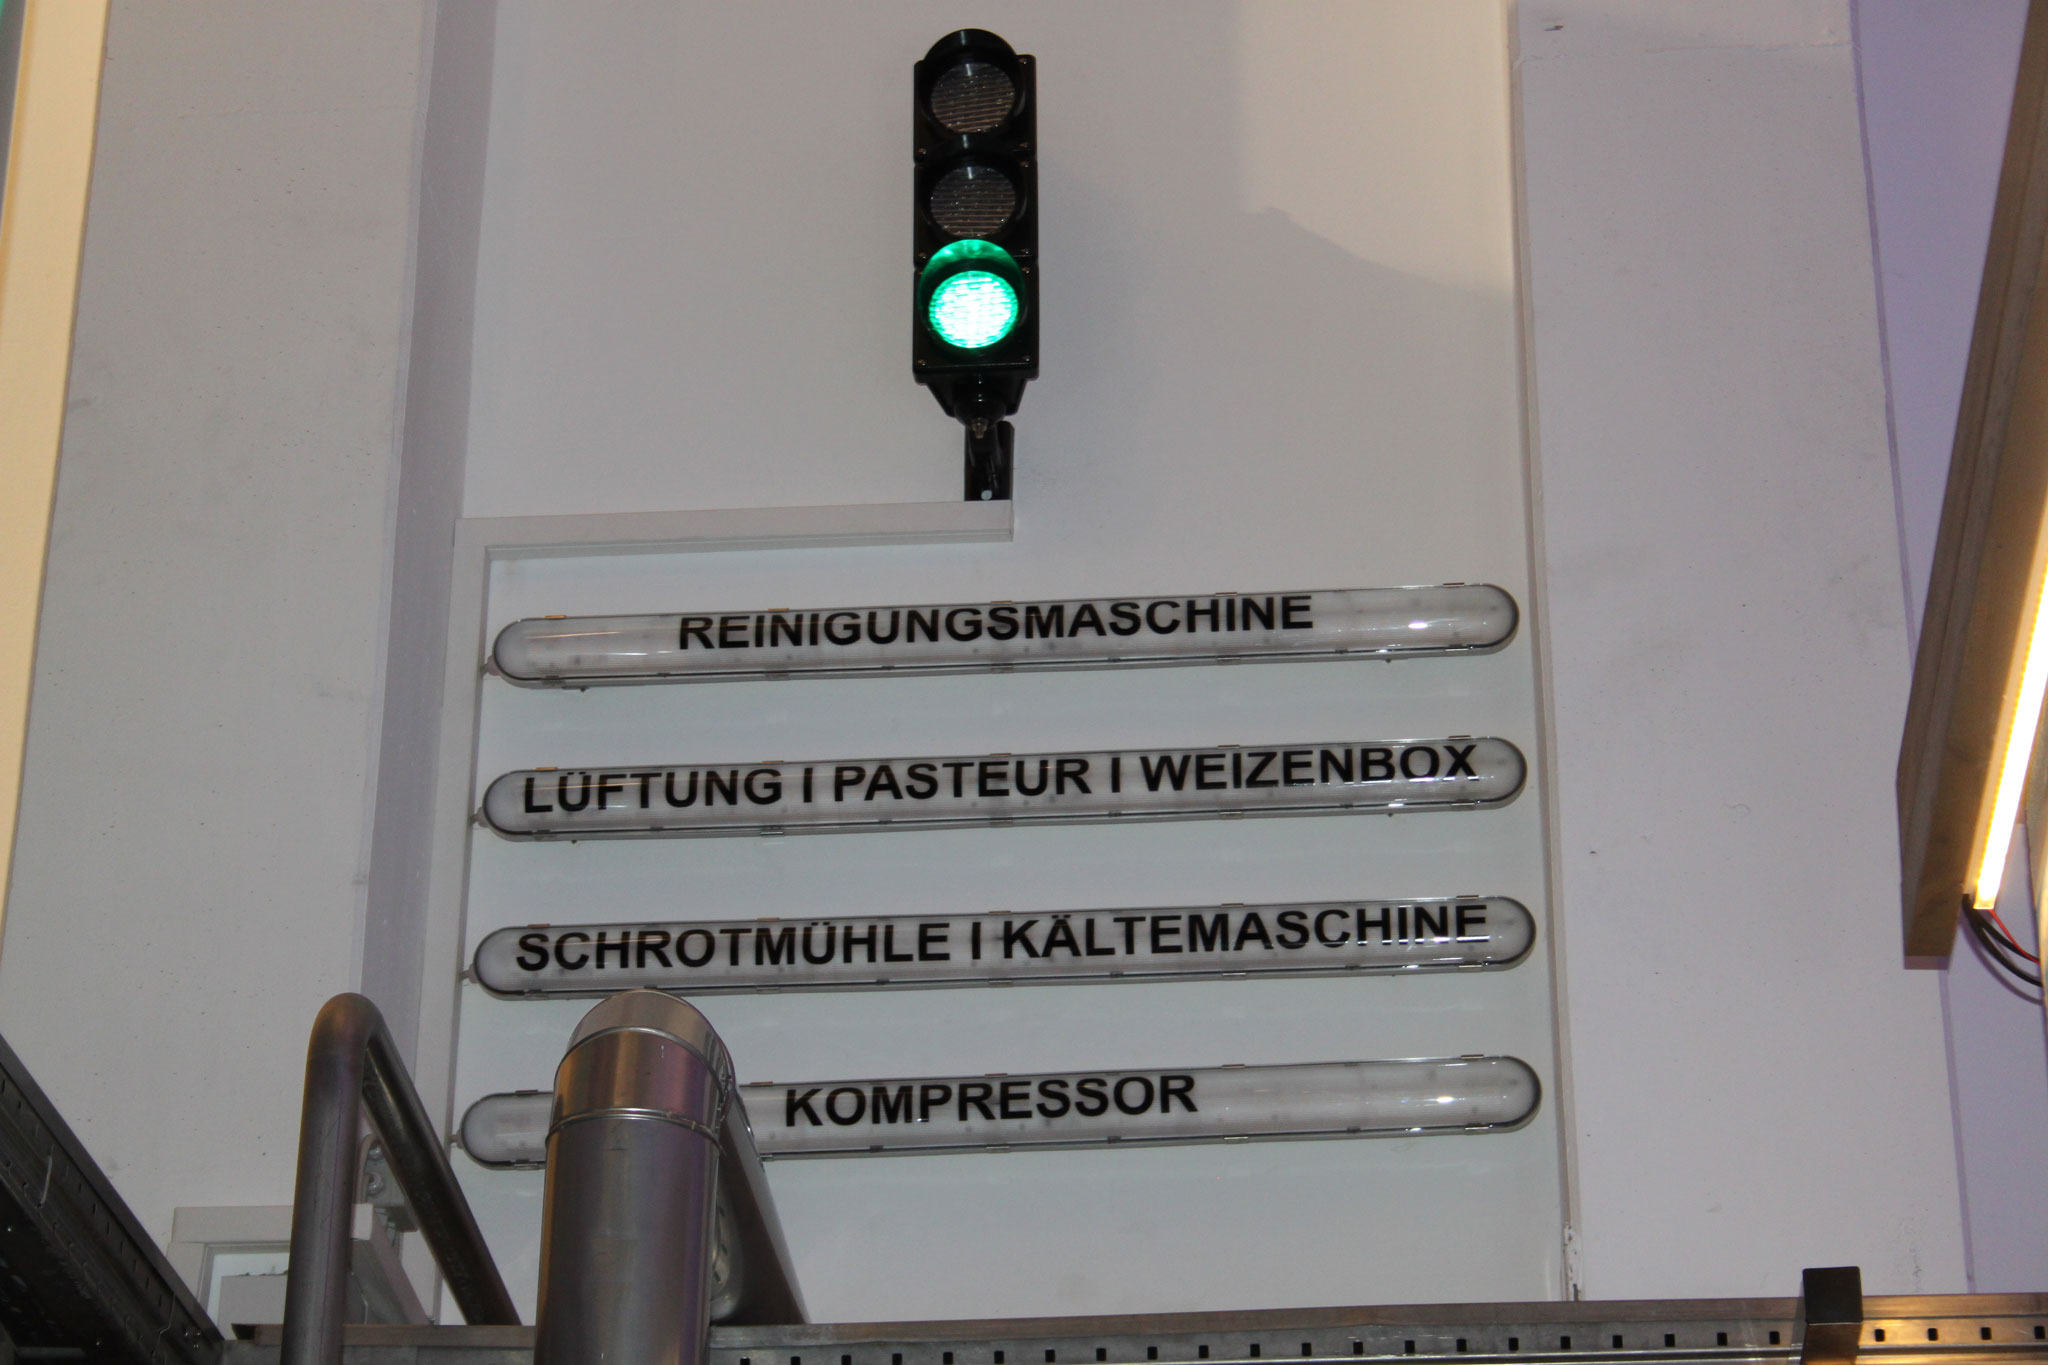 REINIGUNGSMASCHINE
LÜFTUNG I PASTEUR I WEIZENBOX
SCHROTMÜHLE I KÄLTEMASCHINE
KOMPRESSOR